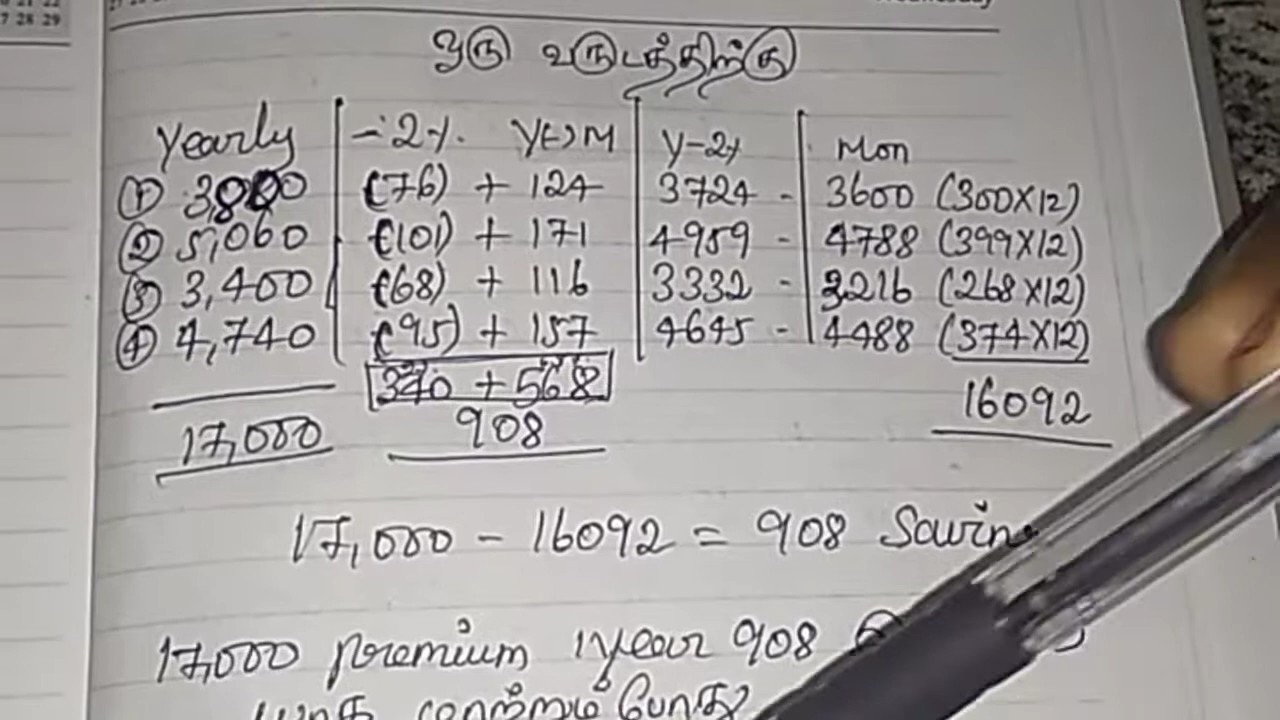 ஒரு வருடத்திற்கு
Yearly -2%. Y(-)M Y-2% Mon
① 3,800 (76) + 124 3724 - 3600 (300X12)
② 5,060 (101) + 171 4959 - 4788 (399X12)
③ 3,400 (68) + 116 3332 - 3216 (268X12)
④ 4,740 (95) + 157 4645 - 4488 (374X12)
340 + 568
17,000 908 16092
17,000 - 16092 = 908
17,000 premium 1year 908
மாற்றும்போது